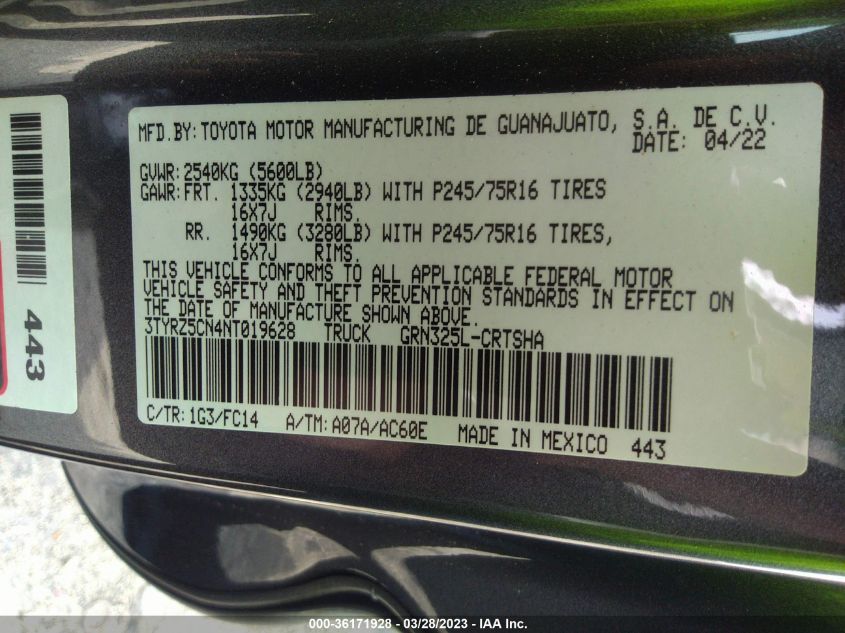 MFD.BY:TOYOTA MOTOR MANUFACTURING DE GUANAJUATO, S.A. DE C.V.
DATE: 04/22
GVWR:2540KG (5600LB)
GAWR:FRT. 1335KG (2940LB) WITH P245/75R16 TIRES
16X7J RIMS.
RR. 1490KG (3280LB) WITH P245/75R16 TIRES,
16X7J RIMS.
THIS VEHICLE CONFORMS TO ALL APPLICABLE FEDERAL MOTOR
VEHICLE SAFETY AND THEFT PREVENTION STANDARDS IN EFFECT ON
THE DATE OF MANUFACTURE SHOWN ABOVE.
3TYRZ5CN4NT019628 TRUCK GRN325L-CRTSHA
C/TR:1G3/FC14 A/TM:A07A/AC60E MADE IN MEXICO 443
443
000-36171928 / 03/28/2023 / IAA Inc.